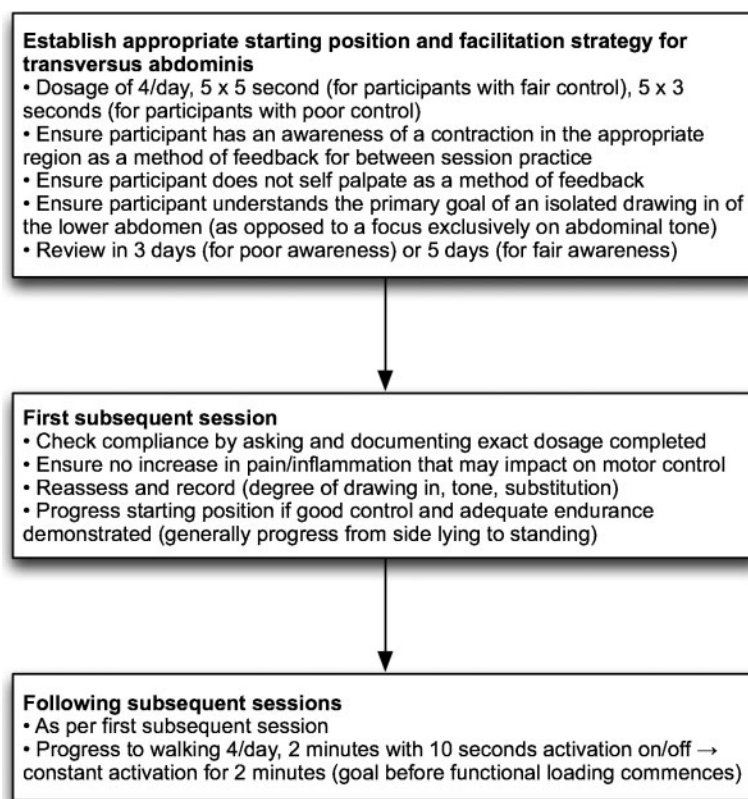 Establish appropriate starting position and facilitation strategy for
transversus abdominis
• Dosage of 4/day, 5 x 5 second (for participants with fair control), 5 x 3
seconds (for participants with poor control)
• Ensure participant has an awareness of a contraction in the appropriate
region as a method of feedback for between session practice
• Ensure participant does not self palpate as a method of feedback
• Ensure participant understands the primary goal of an isolated drawing in of
the lower abdomen (as opposed to a focus exclusively on abdominal tone)
• Review in 3 days (for poor awareness) or 5 days (for fair awareness)
First subsequent session
• Check compliance by asking and documenting exact dosage completed
• Ensure no increase in pain/inflammation that may impact on motor control
• Reassess and record (degree of drawing in, tone, substitution)
• Progress starting position if good control and adequate endurance
demonstrated (generally progress from side lying to standing)
Following subsequent sessions
• As per first subsequent session
• Progress to walking 4/day, 2 minutes with 10 seconds activation on/off →
constant activation for 2 minutes (goal before functional loading commences)